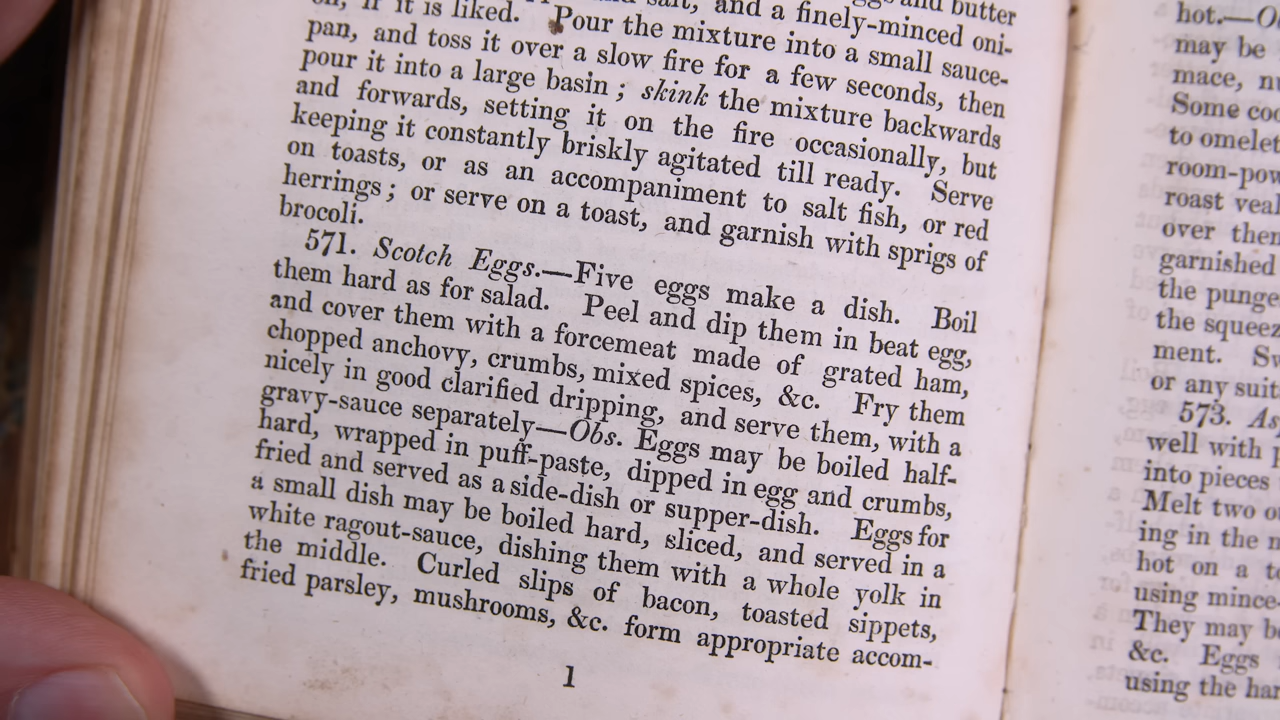 if it is liked. Pour the mixture into a small sauce-
salt, and a finely-minced oni-
and butter
pan, and toss it over a slow fire for a few seconds, then
pour it into a large basin ; skink the mixture backwards
and forwards, setting it on the fire occasionally, but
keeping it constantly briskly agitated till ready. Serve
on toasts, or as an accompaniment to salt fish, or red
herrings ; or serve on a toast, and garnish with sprigs of
brocoli.
571. Scotch Eggs.—Five eggs make a dish. Boil
them hard as for salad. Peel and dip them in beat egg,
and cover them with a forcemeat made of grated ham,
chopped anchovy, crumbs, mixed spices, &c. Fry them
nicely in good clarified dripping, and serve them, with a
gravy-sauce separately—Obs. Eggs may be boiled half-
hard, wrapped in puff-paste, dipped in egg and crumbs,
fried and served as a side-dish or supper-dish. Eggs for
a small dish may be boiled hard, sliced, and served in a
white ragout-sauce, dishing them with a whole yolk in
the middle. Curled slips of bacon, toasted sippets,
fried parsley, mushrooms, &c. form appropriate accom-
1
hot.—
may be
mace,
Some
to
roast
over
garnished
the
the
ment.
or any
573.
well with
into pieces
Melt two
ing in the
hot on a
using mince
They may
&c. Eggs
using the